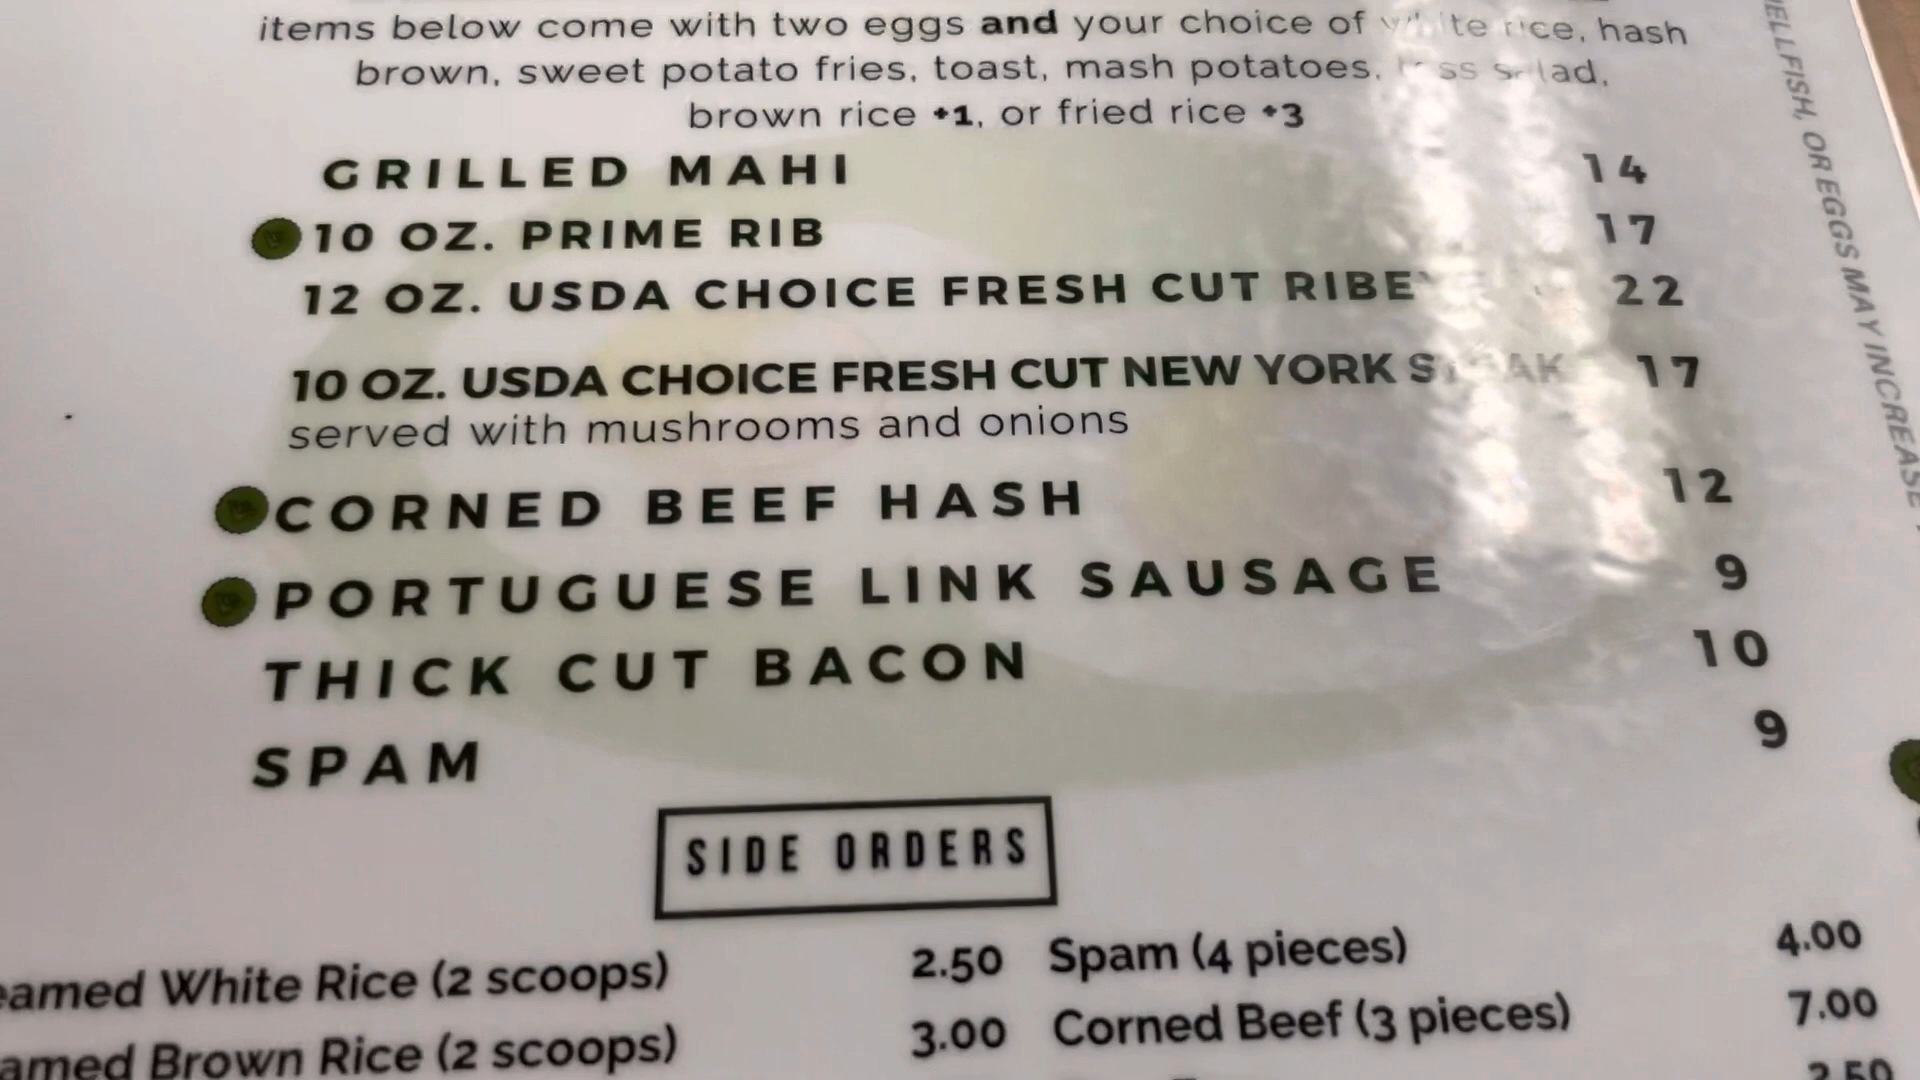 items below come with two eggs and your choice of white rice, hash
brown, sweet potato fries, toast, mash potatoes, salad,
brown rice +1, or fried rice +3
GRILLED MAHI 14
10 OZ. PRIME RIB 17
12 OZ. USDA CHOICE FRESH CUT 22
10 OZ. USDA CHOICE FRESH CUT NEW YORK 17
served with mushrooms and onions
CORNED BEEF HASH 12
PORTUGUESE LINK SAUSAGE 9
THICK CUT BACON 10
SPAM 9
SIDE ORDERS
White Rice (2 scoops) 2.50 Spam (4 pieces) 4.00
Brown Rice (2 scoops) 3.00 Corned Beef (3 pieces) 7.00
2.50
OR EGGS MAY INCREASE